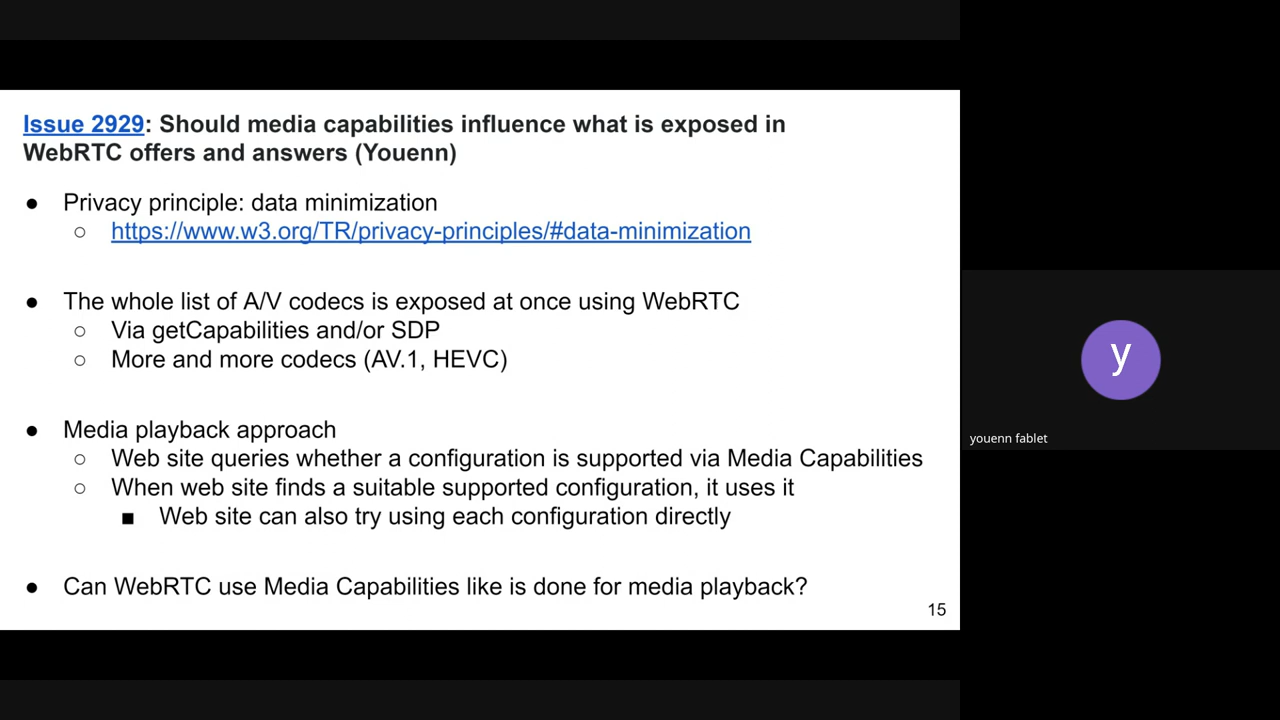 Issue 2929: Should media capabilities influence what is exposed in
WebRTC offers and answers (Youenn)
● Privacy principle: data minimization
○ https://www.w3.org/TR/privacy-principles/#data-minimization
● The whole list of A/V codecs is exposed at once using WebRTC
○ Via getCapabilities and/or SDP
○ More and more codecs (AV.1, HEVC)
● Media playback approach
○ Web site queries whether a configuration is supported via Media Capabilities
○ When web site finds a suitable supported configuration, it uses it
■ Web site can also try using each configuration directly
● Can WebRTC use Media Capabilities like is done for media playback?
15
y
youenn fablet